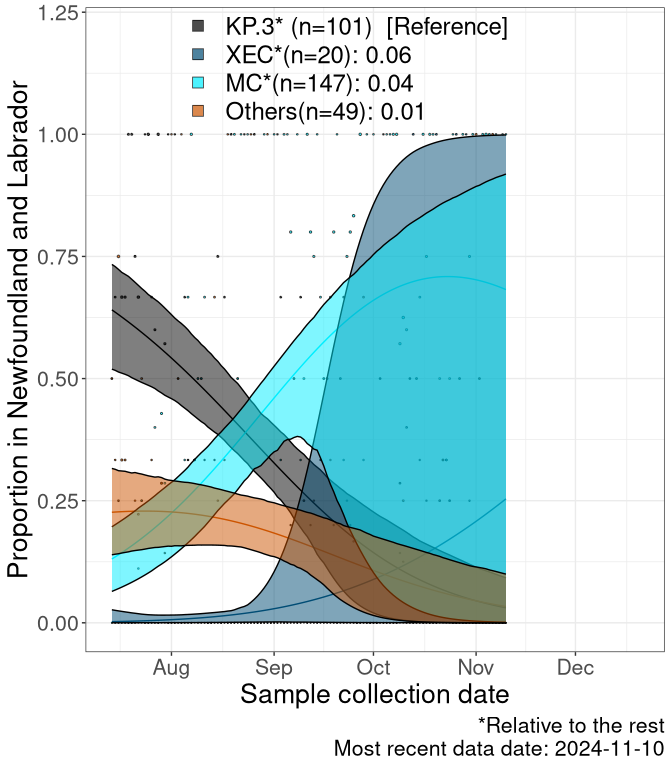 KP.3* (n=101)  [Reference]
XEC*(n=20): 0.06
MC*(n=147): 0.04
Others(n=49): 0.01
Proportion in Newfoundland and Labrador
1.25
1.00
0.75
0.50
0.25
0.00
Aug Sep Oct Nov Dec
Sample collection date
*Relative to the rest
Most recent data date: 2024-11-10